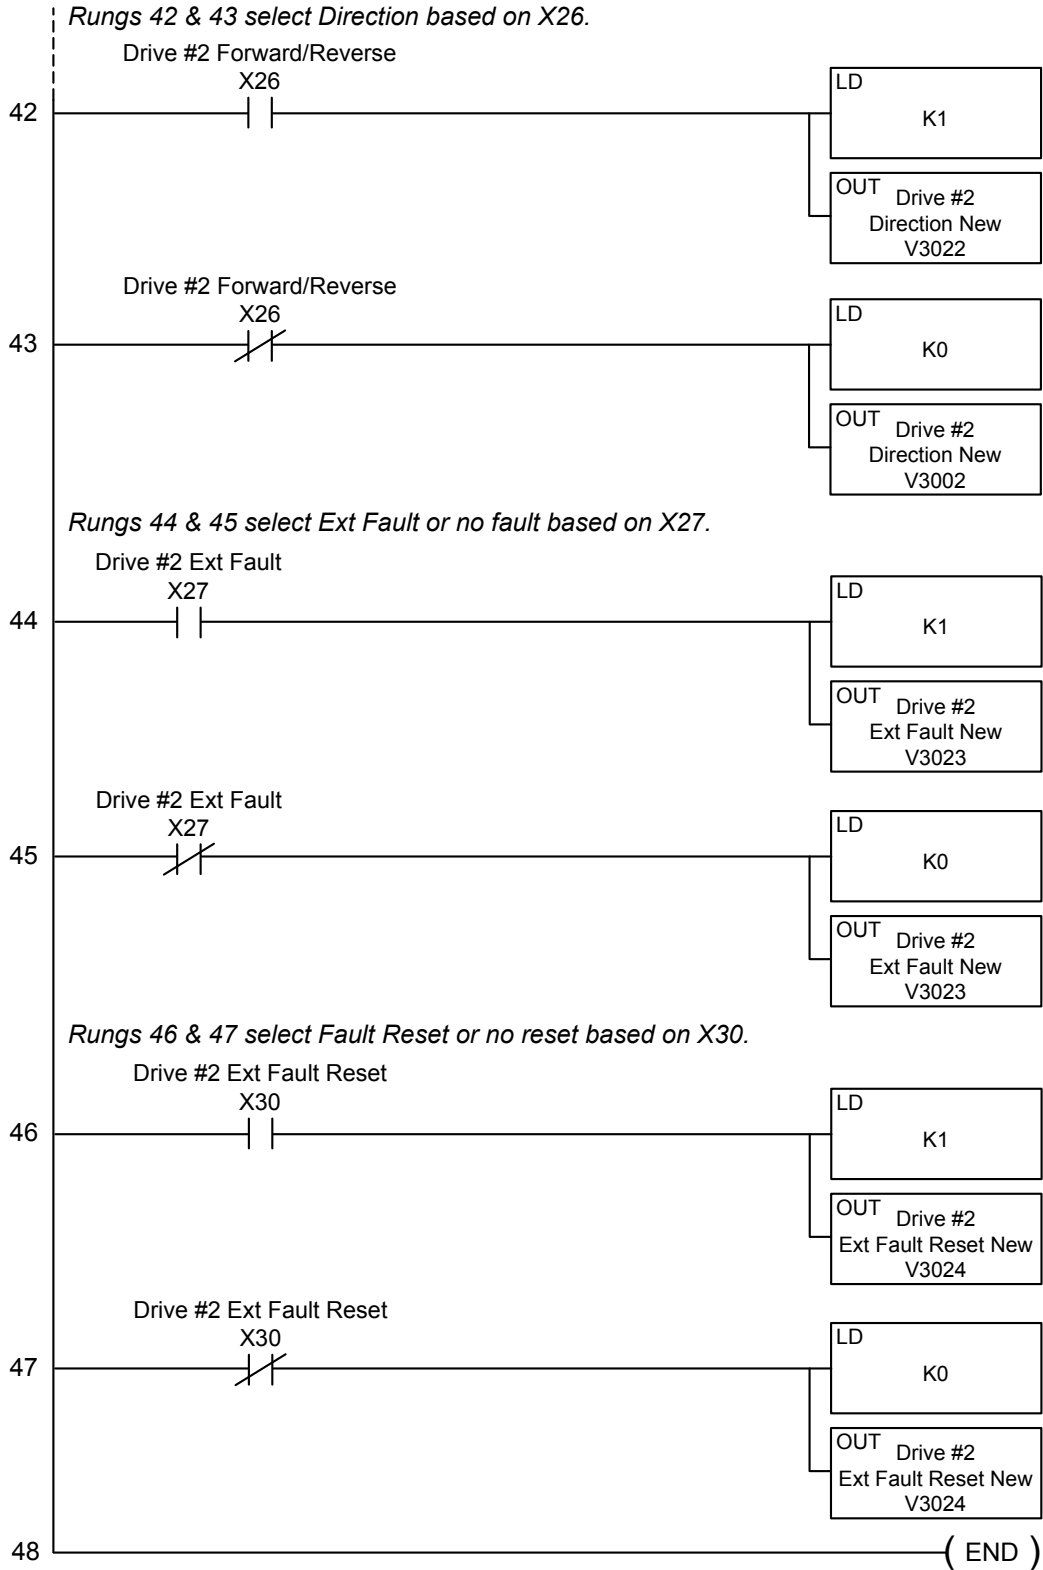 Rungs 42 & 43 select Direction based on X26.
Drive #2 Forward/Reverse
X26
42
LD
K1
OUT
Drive #2
Direction New
V3022
Drive #2 Forward/Reverse
X26
43
LD
K0
OUT
Drive #2
Direction New
V3002
Rungs 44 & 45 select Ext Fault or no fault based on X27.
Drive #2 Ext Fault
X27
44
LD
K1
OUT
Drive #2
Ext Fault New
V3023
Drive #2 Ext Fault
X27
45
LD
K0
OUT
Drive #2
Ext Fault New
V3023
Rungs 46 & 47 select Fault Reset or no reset based on X30.
Drive #2 Ext Fault Reset
X30
46
LD
K1
OUT
Drive #2
Ext Fault Reset New
V3024
Drive #2 Ext Fault Reset
X30
47
LD
K0
OUT
Drive #2
Ext Fault Reset New
V3024
48
( END )